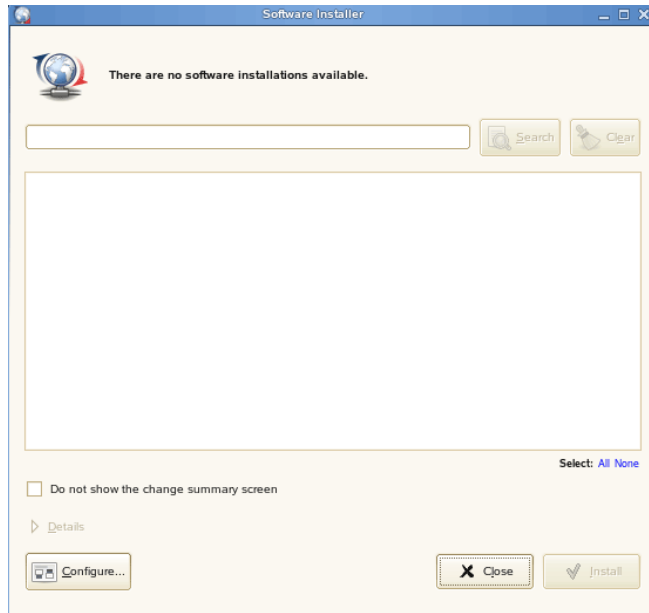 Software Installer
There are no software installations available.
Search Clear
Select: All None
Do not show the change summary screen
Details
Configure... Close Install